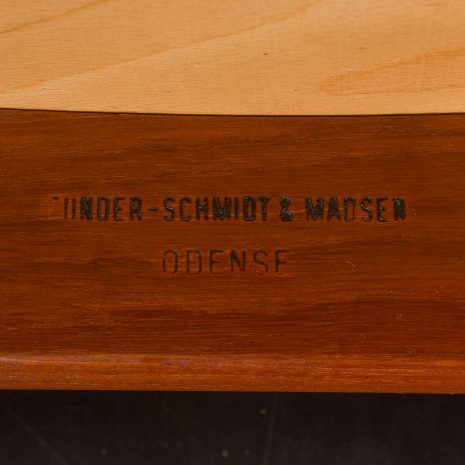 UNDER-SCHMIDT & MADSEN
ODENSE